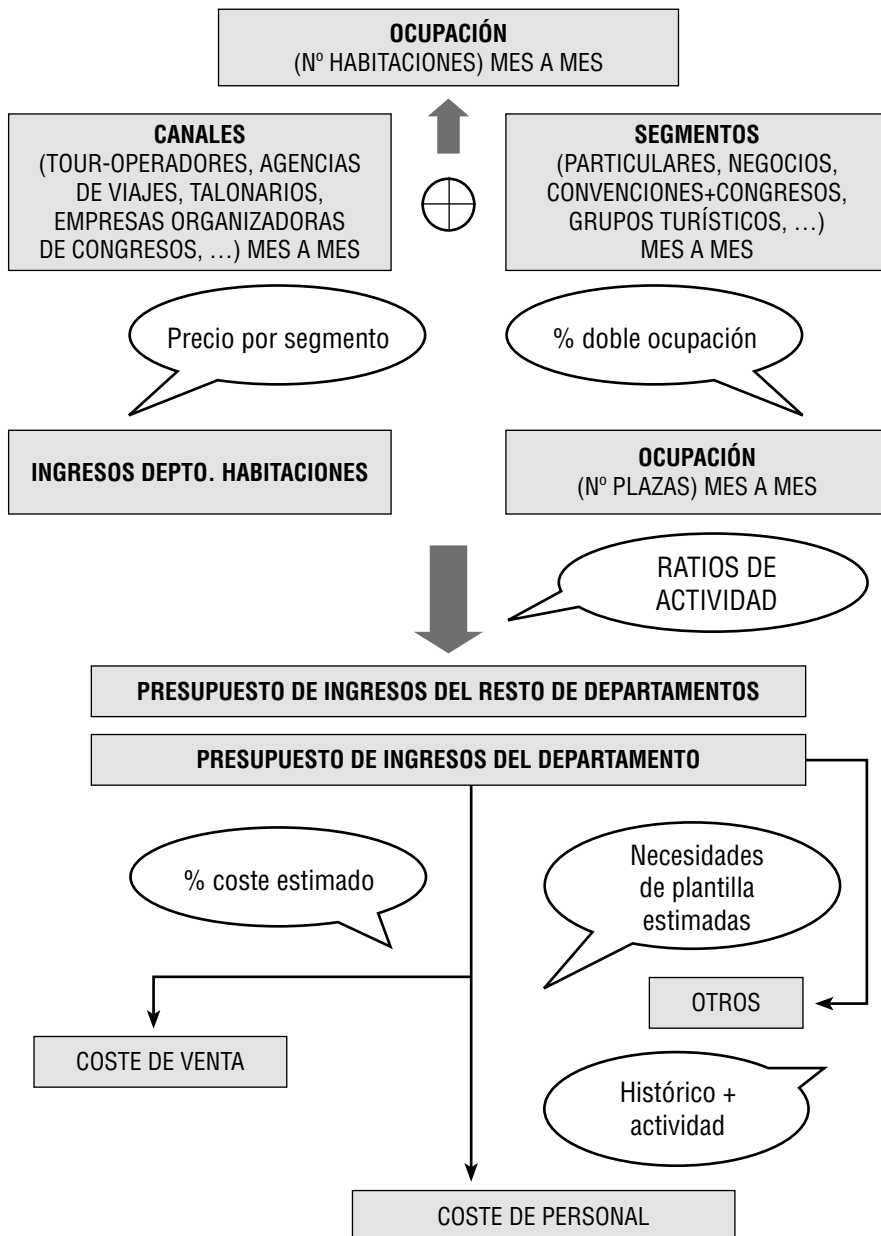 OCUPACIÓN
(Nº HABITACIONES) MES A MES
CANALES
(TOUR-OPERADORES, AGENCIAS
DE VIAJES, TALONARIOS,
EMPRESAS ORGANIZADORAS
DE CONGRESOS, …) MES A MES
SEGMENTOS
(PARTICULARES, NEGOCIOS,
CONVENCIONES+CONGRESOS,
GRUPOS TURÍSTICOS, …)
MES A MES
Precio por segmento
% doble ocupación
INGRESOS DEPTO. HABITACIONES
OCUPACIÓN
(Nº PLAZAS) MES A MES
RATIOS DE
ACTIVIDAD
PRESUPUESTO DE INGRESOS DEL RESTO DE DEPARTAMENTOS
PRESUPUESTO DE INGRESOS DEL DEPARTAMENTO
% coste estimado
Necesidades
de plantilla
estimadas
OTROS
COSTE DE VENTA
Histórico +
actividad
COSTE DE PERSONAL